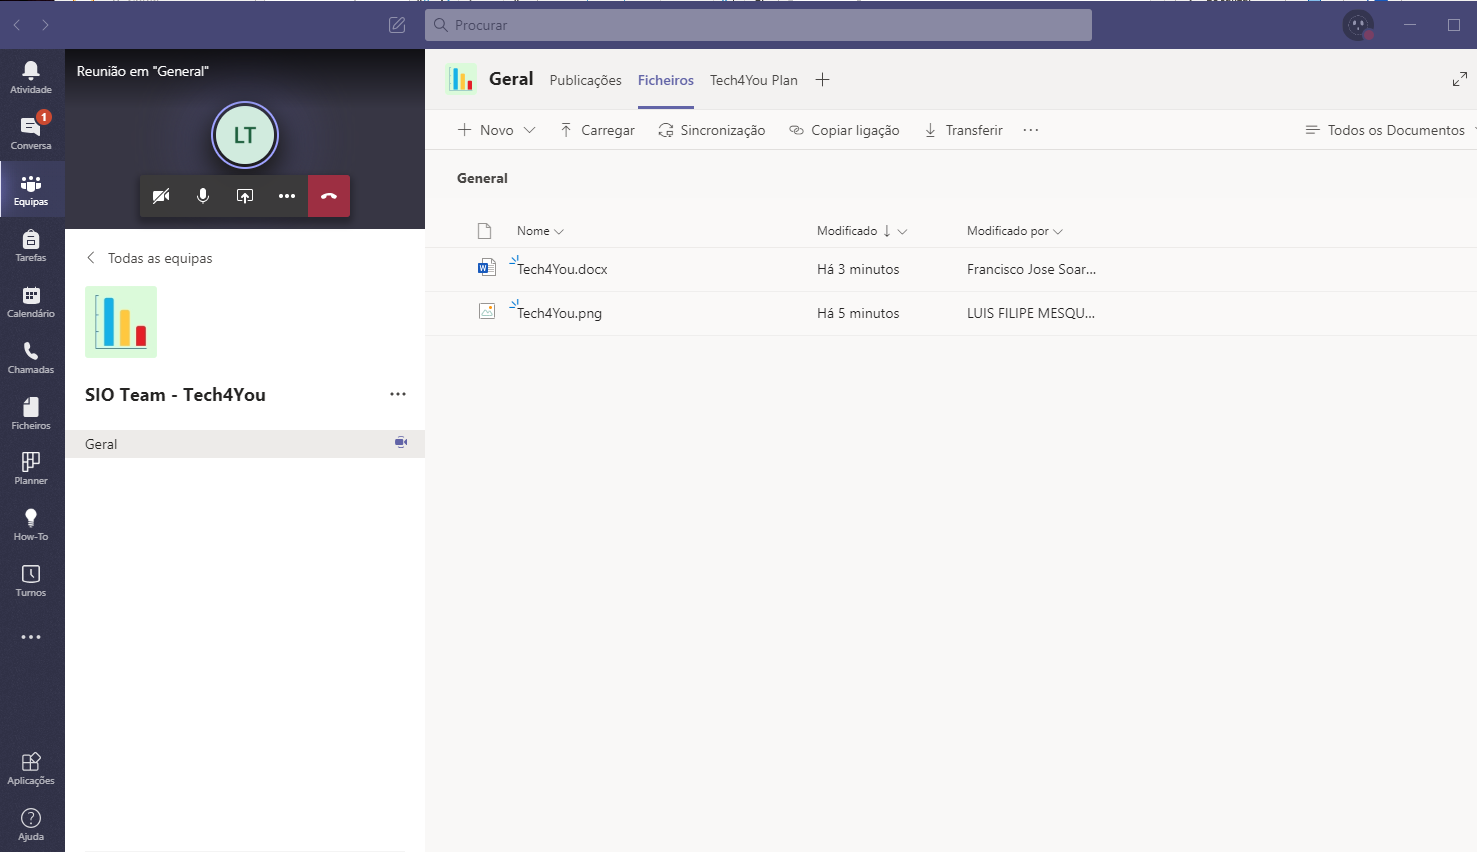 Procurar
Atividade
1
Conversa
Equipas
Tarefas
Calendário
Chamadas
Ficheiros
Planner
How-To
Turnos
Aplicações
Ajuda
Reunião em "General"
LT
Todas as equipas
SIO Team - Tech4You
Geral
Geral Publicações Ficheiros Tech4You Plan
Novo Carregar Sincronização Copiar ligação Transferir Todos os Documentos
General
Nome Modificado Modificado por
Tech4You.docx Há 3 minutos Francisco Jose Soar...
Tech4You.png Há 5 minutos LUIS FILIPE MESQU...